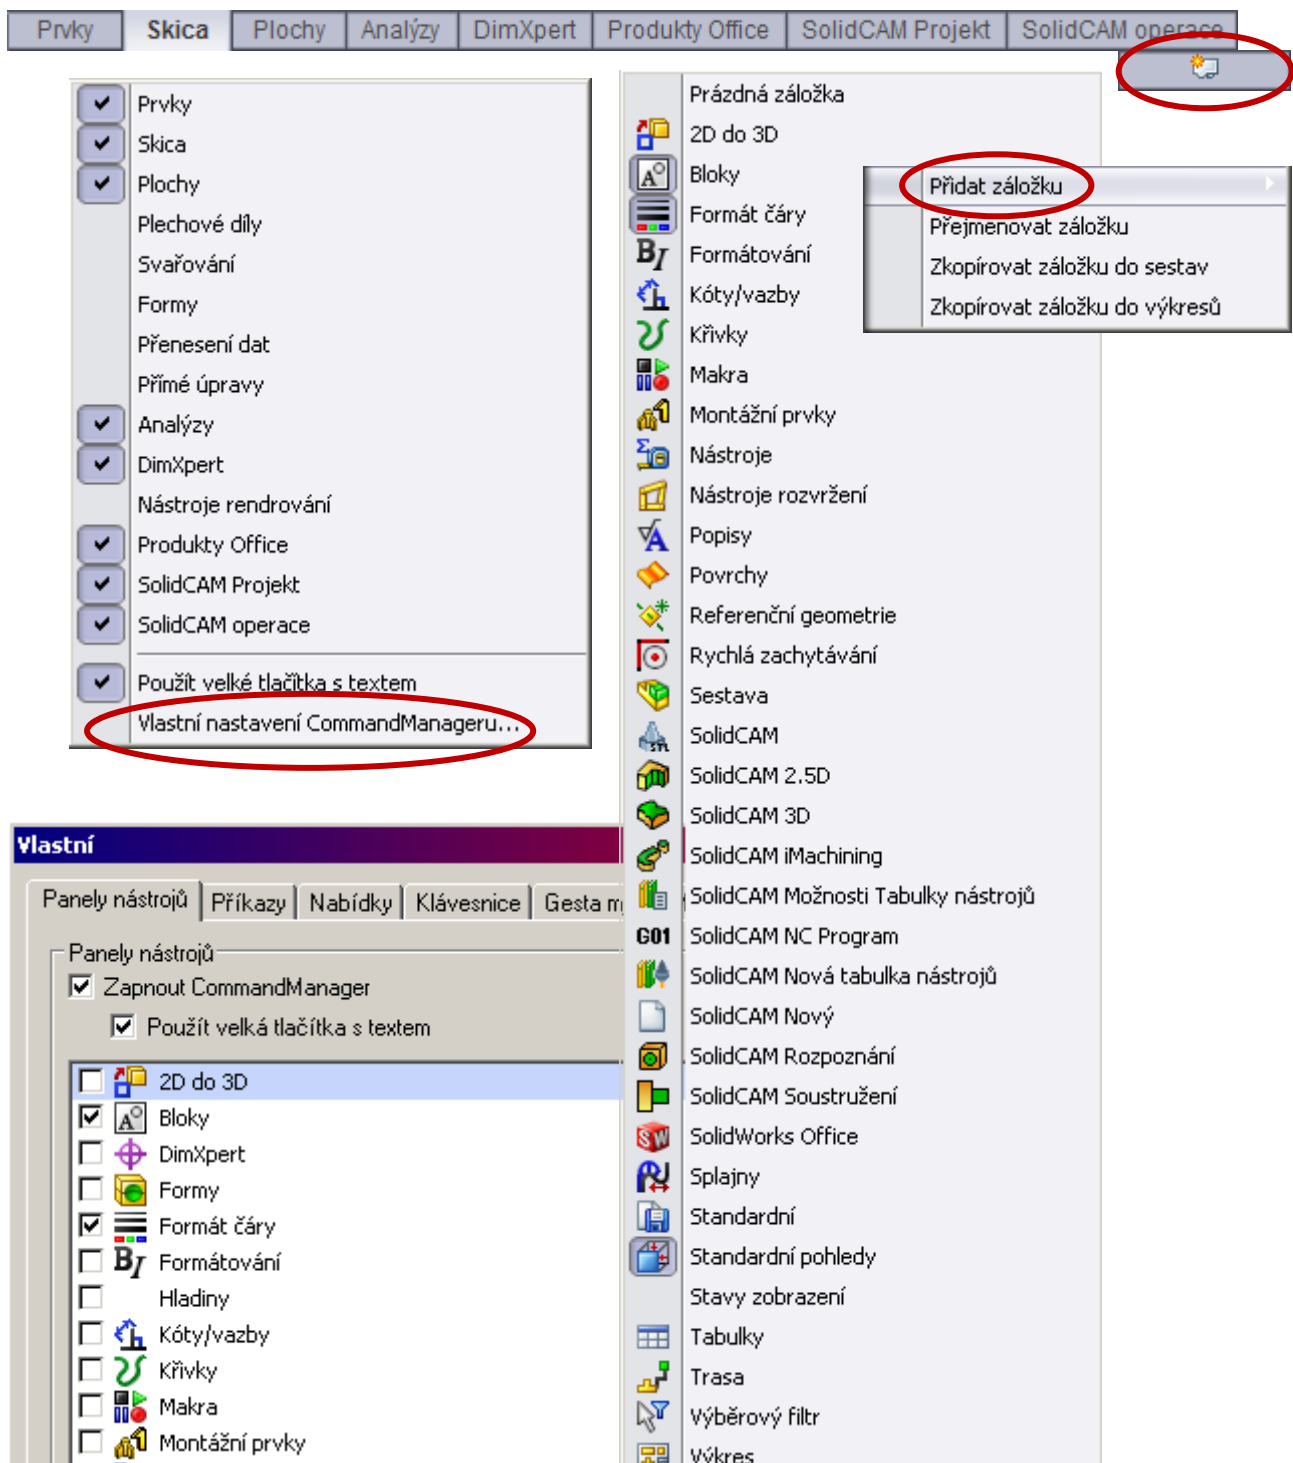 Prvky Skica Plochy Analýzy DimXpert Produkty Office SolidCAM Projekt SolidCAM operace
Prvky
Skica
Plochy
Plechové díly
Svařování
Formy
Přenesení dat
Přímé úpravy
Analýzy
DimXpert
Nástroje rendrování
Produkty Office
SolidCAM Projekt
SolidCAM operace
Použít velké tlačítka s textem
Vlastní nastavení CommandManageru...
Prázdná záložka
2D do 3D
Bloky
Formát čáry
Formátování
Kóty/vazby
Křivky
Makra
Montážní prvky
Nástroje
Nástroje rozvržení
Popisy
Povrchy
Referenční geometrie
Rychlá zachytávání
Sestava
SolidCAM
SolidCAM 2.5D
SolidCAM 3D
SolidCAM iMachining
SolidCAM Možnosti Tabulky nástrojů
G01 SolidCAM NC Program
SolidCAM Nová tabulka nástrojů
SolidCAM Nový
SolidCAM Rozpoznání
SolidCAM Soustružení
SolidWorks Office
Splajny
Standardní
Standardní pohledy
Stavy zobrazení
Tabulky
Trasa
Výběrový filtr
Výkres
Přidat záložku
Přejmenovat záložku
Zkopírovat záložku do sestav
Zkopírovat záložku do výkresů
Vlastní
Panely nástrojů Příkazy Nabídky Klávesnice Gesta
Panely nástrojů
Zapnout CommandManager
Použít velká tlačítka s textem
2D do 3D
Bloky
DimXpert
Formy
Formát čáry
Formátování
Hladiny
Kóty/vazby
Křivky
Makra
Montážní prvky